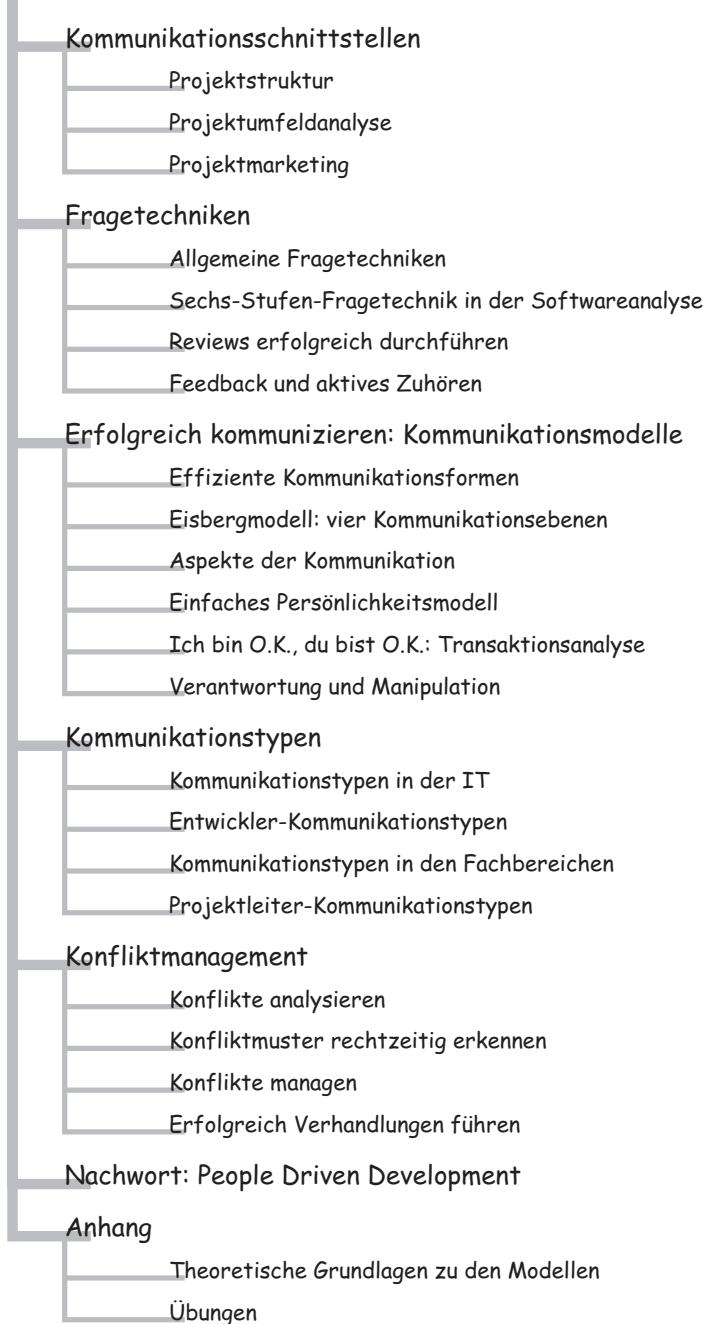 Kommunikationsschnittstellen
Projektstruktur
Projektumfeldanalyse
Projektmarketing
Fragetechniken
Allgemeine Fragetechniken
Sechs-Stufen-Fragetechnik in der Softwareanalyse
Reviews erfolgreich durchführen
Feedback und aktives Zuhören
Erfolgreich kommunizieren: Kommunikationsmodelle
Effiziente Kommunikationsformen
Eisbergmodell: vier Kommunikationsebenen
Aspekte der Kommunikation
Einfaches Persönlichkeitsmodell
Ich bin O.K., du bist O.K.: Transaktionsanalyse
Verantwortung und Manipulation
Kommunikationstypen
Kommunikationstypen in der IT
Entwickler-Kommunikationstypen
Kommunikationstypen in den Fachbereichen
Projektleiter-Kommunikationstypen
Konfliktmanagement
Konflikte analysieren
Konfliktmuster rechtzeitig erkennen
Konflikte managen
Erfolgreich Verhandlungen führen
Nachwort: People Driven Development
Anhang
Theoretische Grundlagen zu den Modellen
Übungen